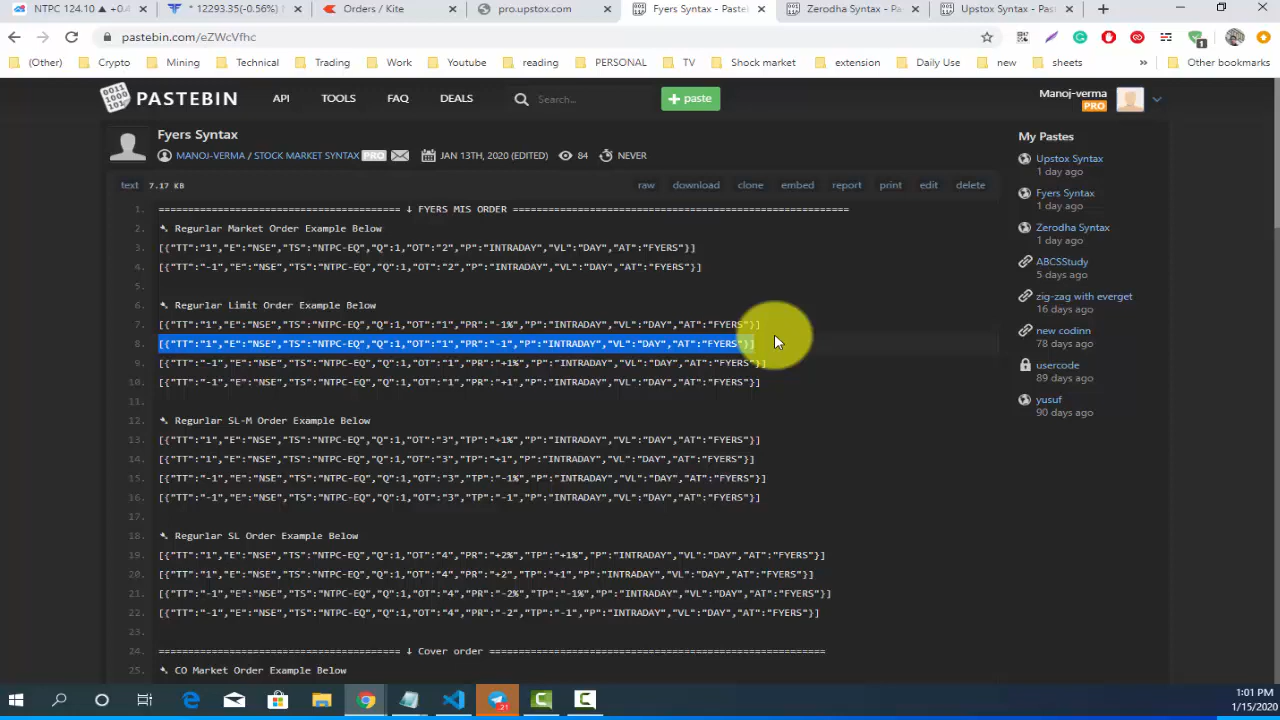 NTPC 124.10 ▲ +0.4
* 12293.35(-0.56%)
Orders / Kite
pro.upstox.com
Fyers Syntax - Paste
Zerodha Syntax - Pa
Upstox Syntax - Past
pastebin.com/eZWcVfhc
1
(Other)
Crypto
Mining
Technical
Trading
Work
Youtube
reading
PERSONAL
TV
Shock market
extension
Daily Use
new
sheets
»
Other bookmarks
PASTEBIN
API
TOOLS
FAQ
DEALS
Search...
+ paste
Manoj-verma
PRO
Fyers Syntax
MANOJ-VERMA / STOCK MARKET SYNTAX PRO JAN 13TH, 2020 (EDITED) 84 NEVER
text 7.17 KB
raw download clone embed report print edit delete
1. ========================================= ↓ FYERS MIS ORDER =========================================================
2. ➷ Regurlar Market Order Example Below
3. [{"TT":"1","E":"NSE","TS":"NTPC-EQ","Q":1,"OT":"2","P":"INTRADAY","VL":"DAY","AT":"FYERS"}]
4. [{"TT":"-1","E":"NSE","TS":"NTPC-EQ","Q":1,"OT":"2","P":"INTRADAY","VL":"DAY","AT":"FYERS"}]
5.
6. ➷ Regurlar Limit Order Example Below
7. [{"TT":"1","E":"NSE","TS":"NTPC-EQ","Q":1,"OT":"1","PR":"-1%","P":"INTRADAY","VL":"DAY","AT":"FYERS"}]
8. [{"TT":"1","E":"NSE","TS":"NTPC-EQ","Q":1,"OT":"1","PR":"-1","P":"INTRADAY","VL":"DAY","AT":"FYERS"}]
9. [{"TT":"-1","E":"NSE","TS":"NTPC-EQ","Q":1,"OT":"1","PR":"+1%","P":"INTRADAY","VL":"DAY","AT":"FYERS"}]
10. [{"TT":"-1","E":"NSE","TS":"NTPC-EQ","Q":1,"OT":"1","PR":"+1","P":"INTRADAY","VL":"DAY","AT":"FYERS"}]
11.
12. ➷ Regurlar SL-M Order Example Below
13. [{"TT":"1","E":"NSE","TS":"NTPC-EQ","Q":1,"OT":"3","TP":"+1%","P":"INTRADAY","VL":"DAY","AT":"FYERS"}]
14. [{"TT":"1","E":"NSE","TS":"NTPC-EQ","Q":1,"OT":"3","TP":"+1","P":"INTRADAY","VL":"DAY","AT":"FYERS"}]
15. [{"TT":"-1","E":"NSE","TS":"NTPC-EQ","Q":1,"OT":"3","TP":"-1%","P":"INTRADAY","VL":"DAY","AT":"FYERS"}]
16. [{"TT":"-1","E":"NSE","TS":"NTPC-EQ","Q":1,"OT":"3","TP":"-1","P":"INTRADAY","VL":"DAY","AT":"FYERS"}]
17.
18. ➷ Regurlar SL Order Example Below
19. [{"TT":"1","E":"NSE","TS":"NTPC-EQ","Q":1,"OT":"4","PR":"+2%","TP":"+1%","P":"INTRADAY","VL":"DAY","AT":"FYERS"}]
20. [{"TT":"1","E":"NSE","TS":"NTPC-EQ","Q":1,"OT":"4","PR":"+2","TP":"+1","P":"INTRADAY","VL":"DAY","AT":"FYERS"}]
21. [{"TT":"-1","E":"NSE","TS":"NTPC-EQ","Q":1,"OT":"4","PR":"-2%","TP":"-1%","P":"INTRADAY","VL":"DAY","AT":"FYERS"}]
22. [{"TT":"-1","E":"NSE","TS":"NTPC-EQ","Q":1,"OT":"4","PR":"-2","TP":"-1","P":"INTRADAY","VL":"DAY","AT":"FYERS"}]
23.
24. ========================================= ↓ Cover order =========================================================
25. ➷ CO Market Order Example Below
My Pastes
Upstox Syntax
1 day ago
Fyers Syntax
1 day ago
Zerodha Syntax
1 day ago
ABCSStudy
5 days ago
zig-zag with everget
16 days ago
new codinn
78 days ago
usercode
89 days ago
yusuf
90 days ago
21
1:01 PM
1/15/2020